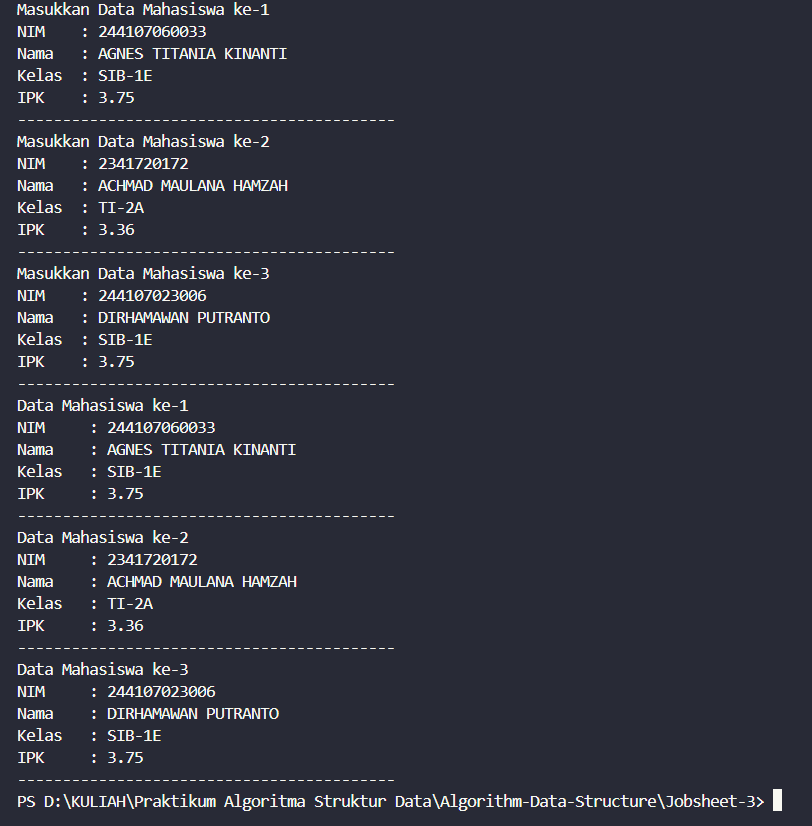 Masukkan Data Mahasiswa ke-1
NIM    : 244107060033
Nama   : AGNES TITANIA KINANTI
Kelas  : SIB-1E
IPK    : 3.75
------------------------------------------
Masukkan Data Mahasiswa ke-2
NIM    : 2341720172
Nama   : ACHMAD MAULANA HAMZAH
Kelas  : TI-2A
IPK    : 3.36
------------------------------------------
Masukkan Data Mahasiswa ke-3
NIM    : 244107023006
Nama   : DIRHAMAWAN PUTRANTO
Kelas  : SIB-1E
IPK    : 3.75
------------------------------------------
Data Mahasiswa ke-1
NIM     : 244107060033
Nama    : AGNES TITANIA KINANTI
Kelas   : SIB-1E
IPK     : 3.75
------------------------------------------
Data Mahasiswa ke-2
NIM     : 2341720172
Nama    : ACHMAD MAULANA HAMZAH
Kelas   : TI-2A
IPK     : 3.36
------------------------------------------
Data Mahasiswa ke-3
NIM     : 244107023006
Nama    : DIRHAMAWAN PUTRANTO
Kelas   : SIB-1E
IPK     : 3.75
------------------------------------------
PS D:\KULIAH\Praktikum Algoritma Struktur Data\Algorithm-Data-Structure\Jobsheet-3>